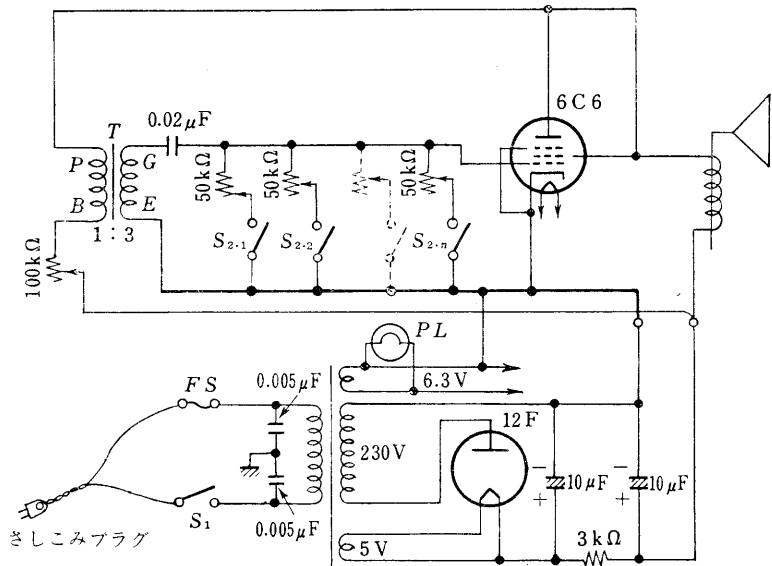 6C6
T
0.02μF
P
G
B
E
1:3
50kΩ
50kΩ
50kΩ
100kΩ
S2·1
S2·2
S2·n
PL
6.3V
FS
0.005μF
12F
230V
－
10μF
＋
－
10μF
＋
S1
0.005μF
5V
3kΩ
さしこみプラグ